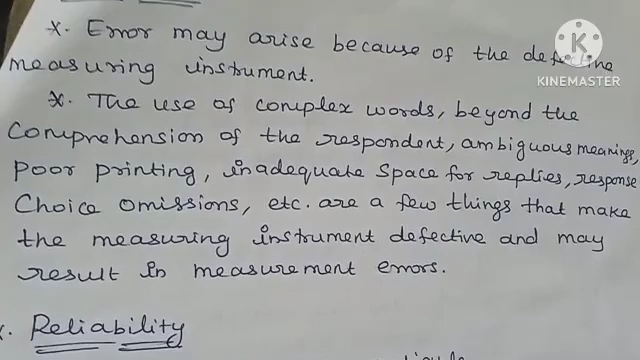 *. Error may arise because of the defective
measuring instrument.
*. The use of complex words, beyond the
Comprehension of the respondent, ambiguous meanings,
Poor printing, inadequate Space for replies, response
Choice omissions, etc. are a few things that make
the measuring instrument defective and may
result in measurement errors.
*. Reliability
K
KINEMASTER